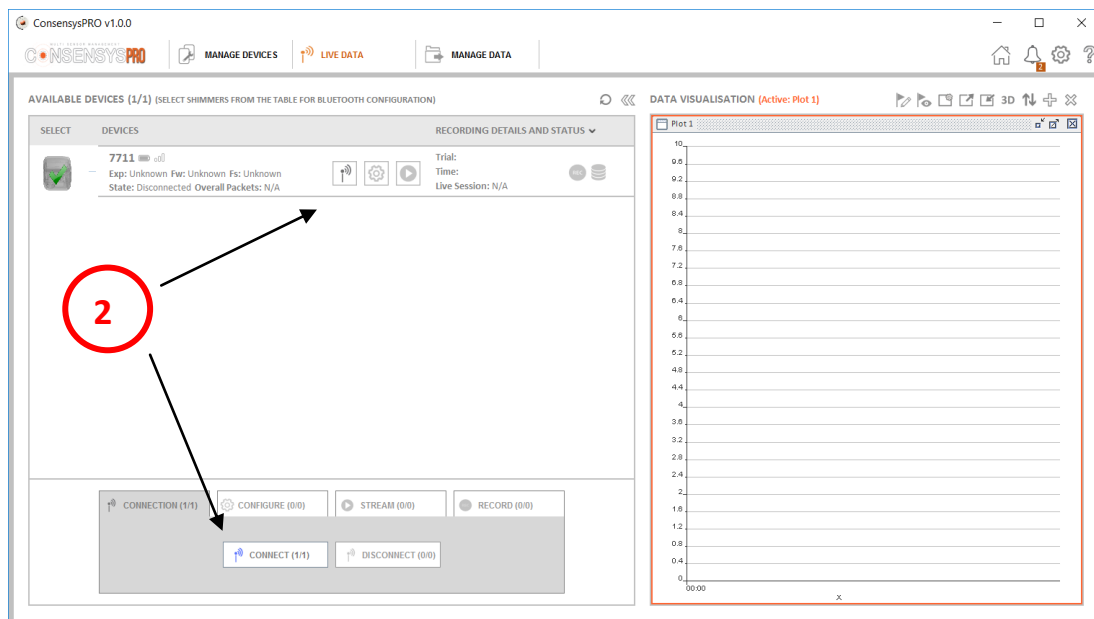 ConsensysPRO v1.0.0
MULTI SENSOR MANAGEMENT
CONSENSYSPRO
MANAGE DEVICES
LIVE DATA
MANAGE DATA
2
AVAILABLE DEVICES (1/1) (SELECT SHIMMERS FROM THE TABLE FOR BLUETOOTH CONFIGURATION)
DATA VISUALISATION (Active: Plot 1)
3D
SELECT DEVICES RECORDING DETAILS AND STATUS
7711
Exp: Unknown Fw: Unknown Fs: Unknown
State: Disconnected Overall Packets: N/A
Trial:
Time:
Live Session: N/A
2
CONNECTION (1/1)
CONFIGURE (0/0)
STREAM (0/0)
RECORD (0/0)
CONNECT (1/1)
DISCONNECT (0/0)
Plot 1
10
9.6
9.2
8.8
8.4
8
7.6
7.2
6.8
6.4
6
5.6
5.2
4.8
4.4
4
3.6
3.2
2.8
2.4
2
1.6
1.2
0.8
0.4
0
00:00
X